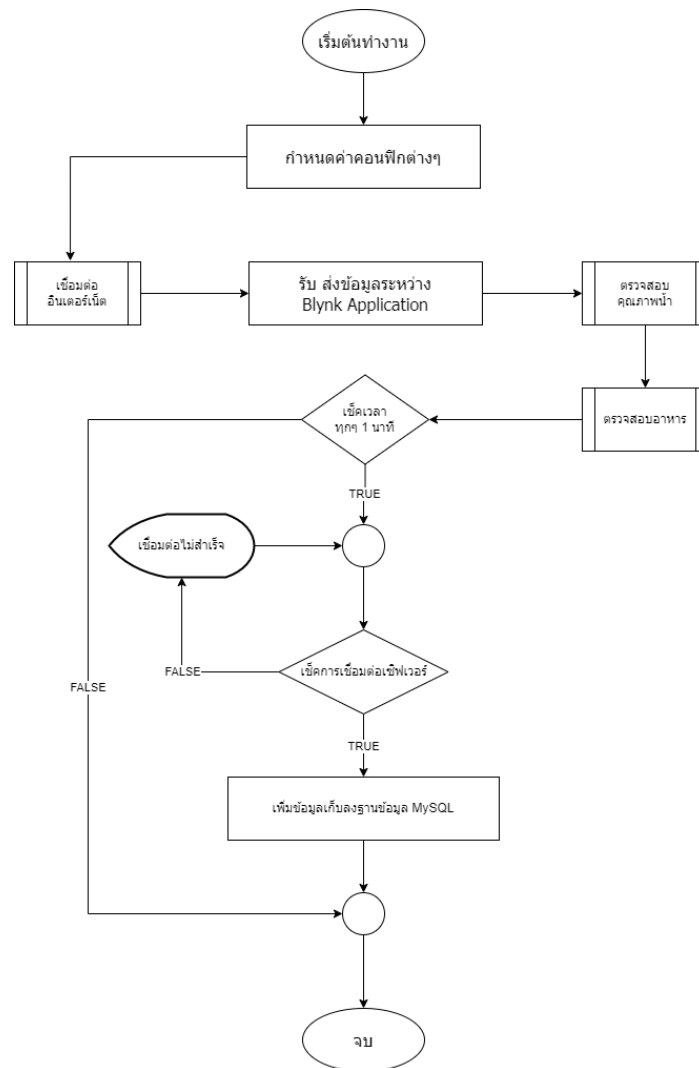 เริ่มต้นทำงาน
กำหนดค่าคอนฟิกต่างๆ
เชื่อมต่อ
อินเตอร์เน็ต
รับ ส่งข้อมูลระหว่าง
Blynk Application
ตรวจสอบ
คุณภาพน้ำ
ตรวจสอบอาหาร
เช็คเวลา
ทุกๆ 1 นาที
TRUE
เชื่อมต่อไม่สำเร็จ
เช็คการเชื่อมต่อเซิฟเวอร์
FALSE
FALSE
TRUE
เพิ่มข้อมูลเก็บลงฐานข้อมูล MySQL
จบ